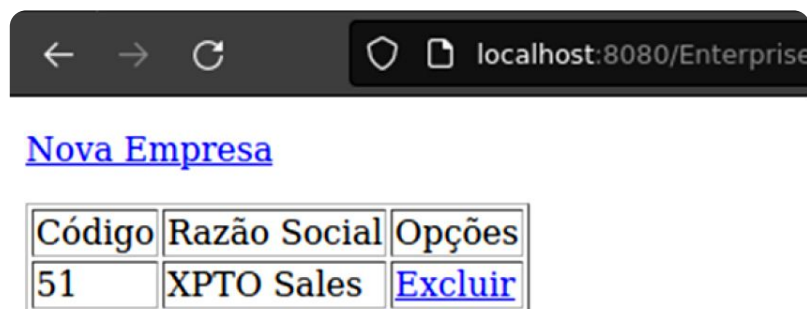 localhost:8080/Enterprise
Nova Empresa
Código Razão Social Opções
51 XPTO Sales Excluir